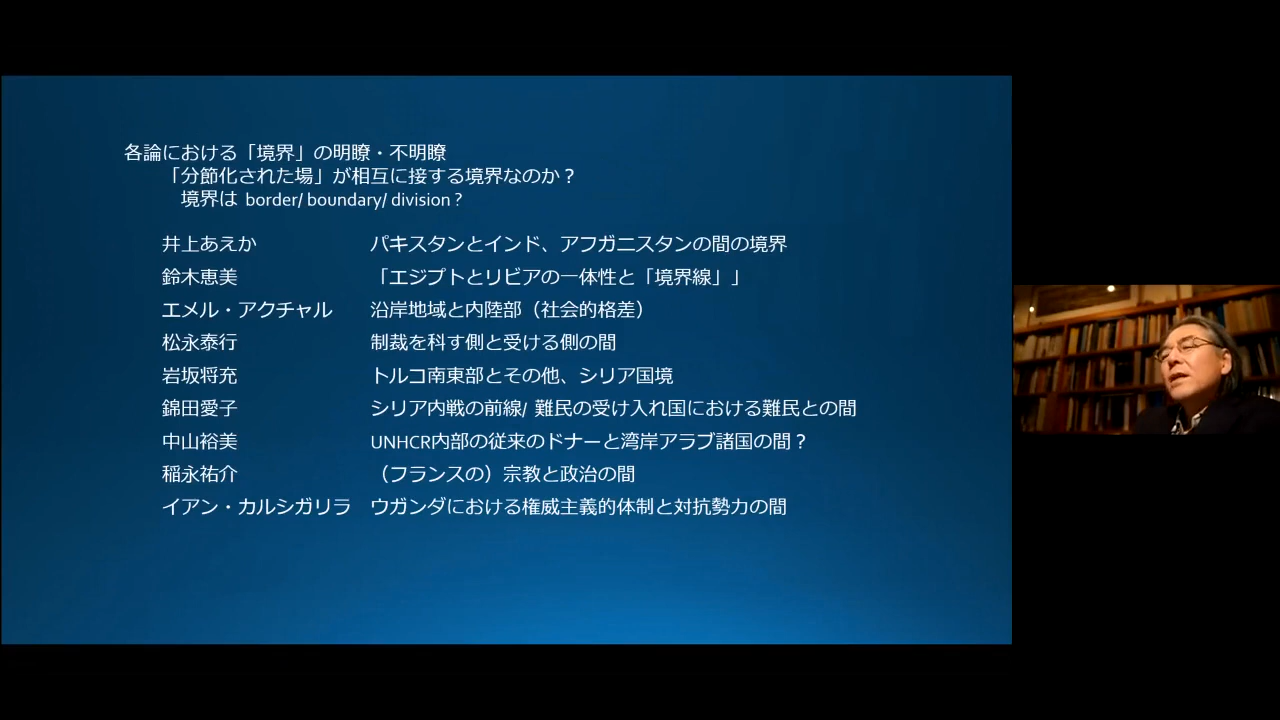 各論における「境界」の明瞭・不明瞭
「分節化された場」が相互に接する境界なのか？
境界は border/ boundary/ division ?
井上あえか パキスタンとインド、アフガニスタンの間の境界
鈴木恵美 「エジプトとリビアの一体性と「境界線」」
エメル・アクチャル 沿岸地域と内陸部（社会的格差）
松永泰行 制裁を科す側と受ける側の間
岩坂将充 トルコ南東部とその他、シリア国境
錦田愛子 シリア内戦の前線/ 難民の受け入れ国における難民との間
中山裕美 UNHCR内部の従来のドナーと湾岸アラブ諸国の間？
稲永祐介 （フランスの）宗教と政治の間
イアン・カルシガリラ ウガンダにおける権威主義的体制と対抗勢力の間